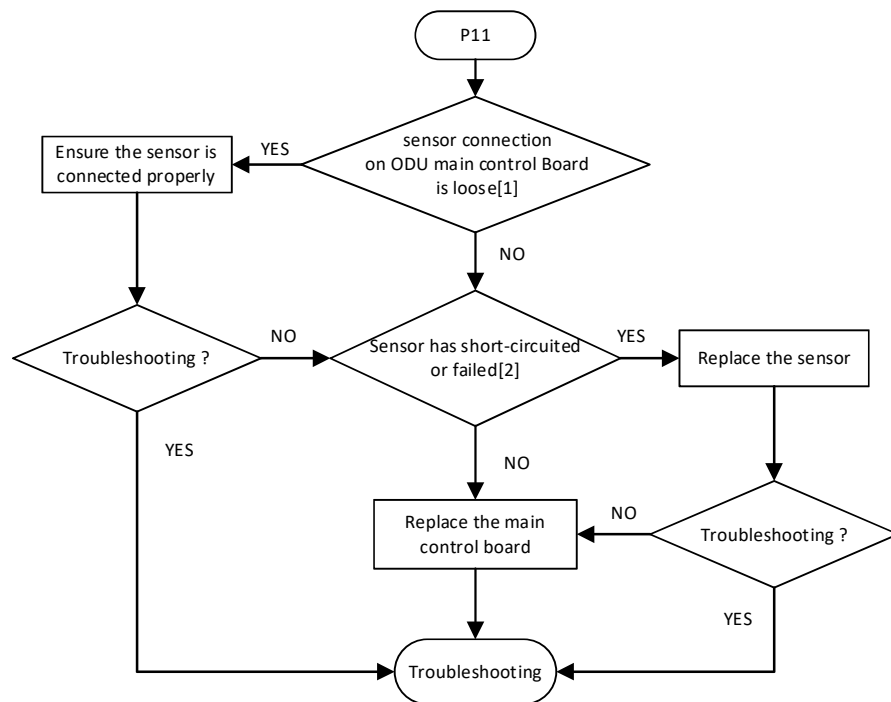 P11
sensor connection
on ODU main control Board
is loose[1]
YES
Ensure the sensor is
connected properly
NO
Troubleshooting ?
NO
Sensor has short-circuited
or failed[2]
YES
Replace the sensor
YES
NO
Replace the main
control board
NO
Troubleshooting ?
YES
Troubleshooting